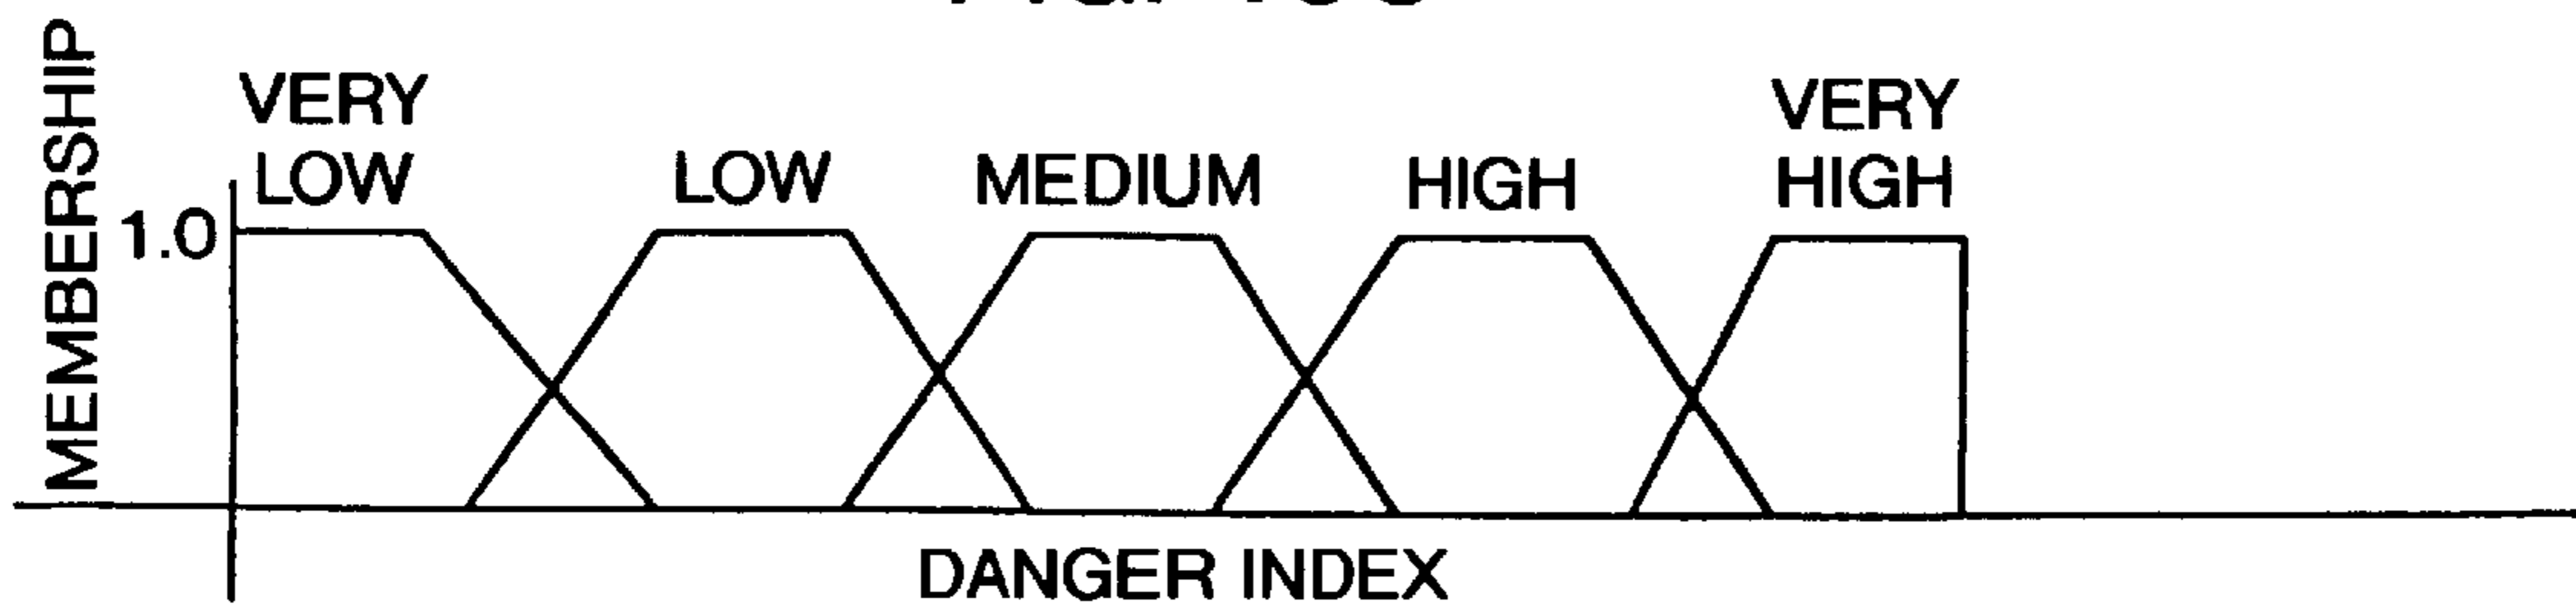 MEMBERSHIP
VERY
LOW
LOW
MEDIUM
HIGH
VERY
HIGH
1.0
DANGER INDEX